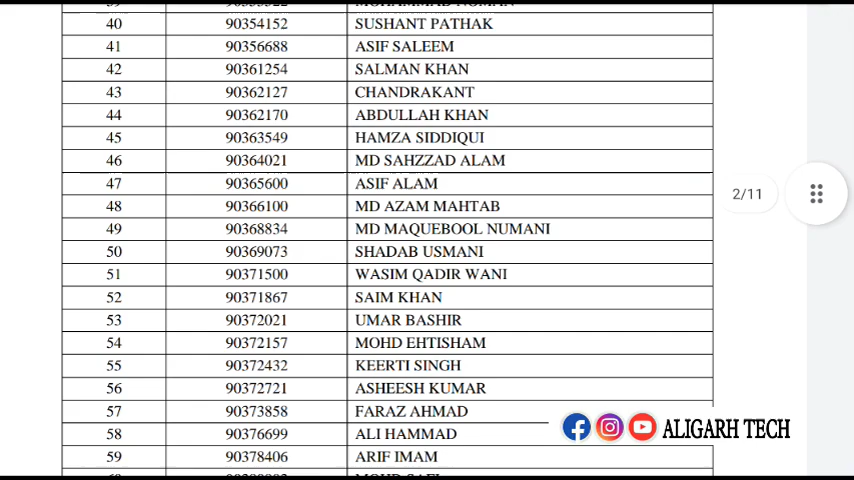 40 90354152 SUSHANT PATHAK
41 90356688 ASIF SALEEM
42 90361254 SALMAN KHAN
43 90362127 CHANDRAKANT
44 90362170 ABDULLAH KHAN
45 90363549 HAMZA SIDDIQUI
46 90364021 MD SAHZZAD ALAM
47 90365600 ASIF ALAM
48 90366100 MD AZAM MAHTAB
49 90368834 MD MAQUEBOOL NUMANI
50 90369073 SHADAB USMANI
51 90371500 WASIM QADIR WANI
52 90371867 SAIM KHAN
53 90372021 UMAR BASHIR
54 90372157 MOHD EHTISHAM
55 90372432 KEERTI SINGH
56 90372721 ASHEESH KUMAR
57 90373858 FARAZ AHMAD
58 90376699 ALI HAMMAD
59 90378406 ARIF IMAM
2/11
ALIGARH TECH